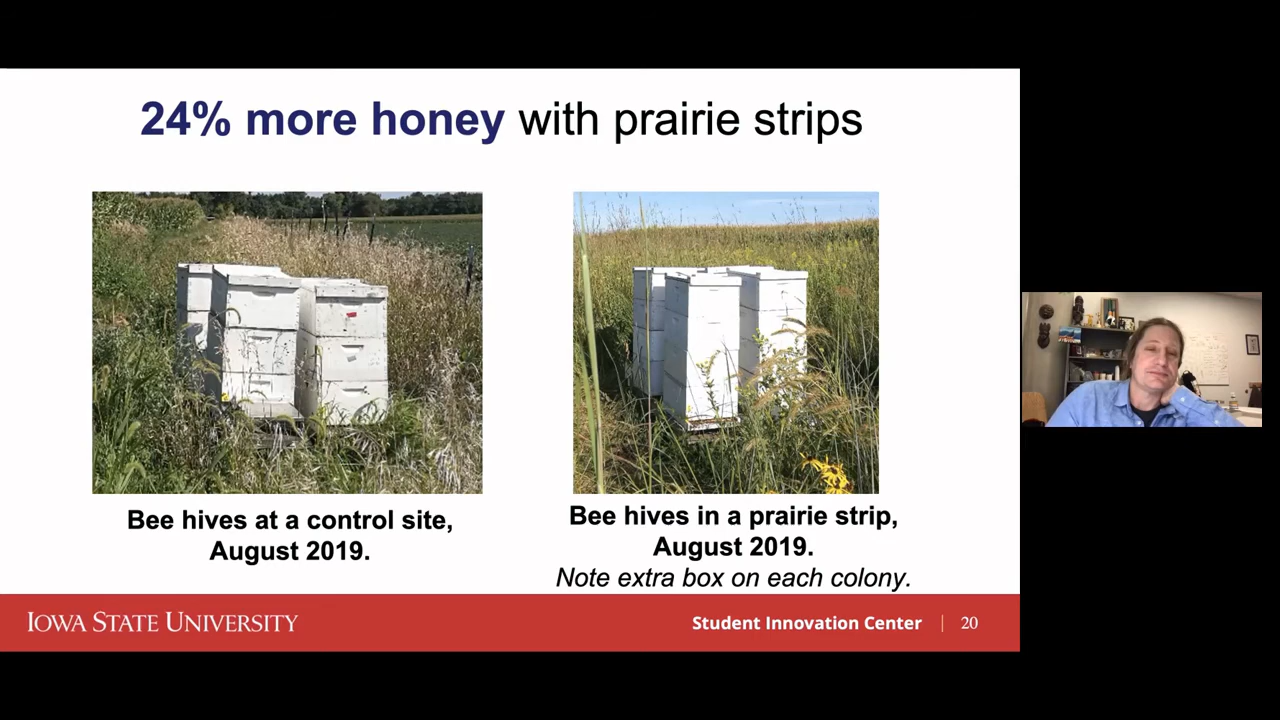 24% more honey with prairie strips
Bee hives at a control site,
August 2019.
Bee hives in a prairie strip,
August 2019.
Note extra box on each colony.
IOWA STATE UNIVERSITY
Student Innovation Center | 20